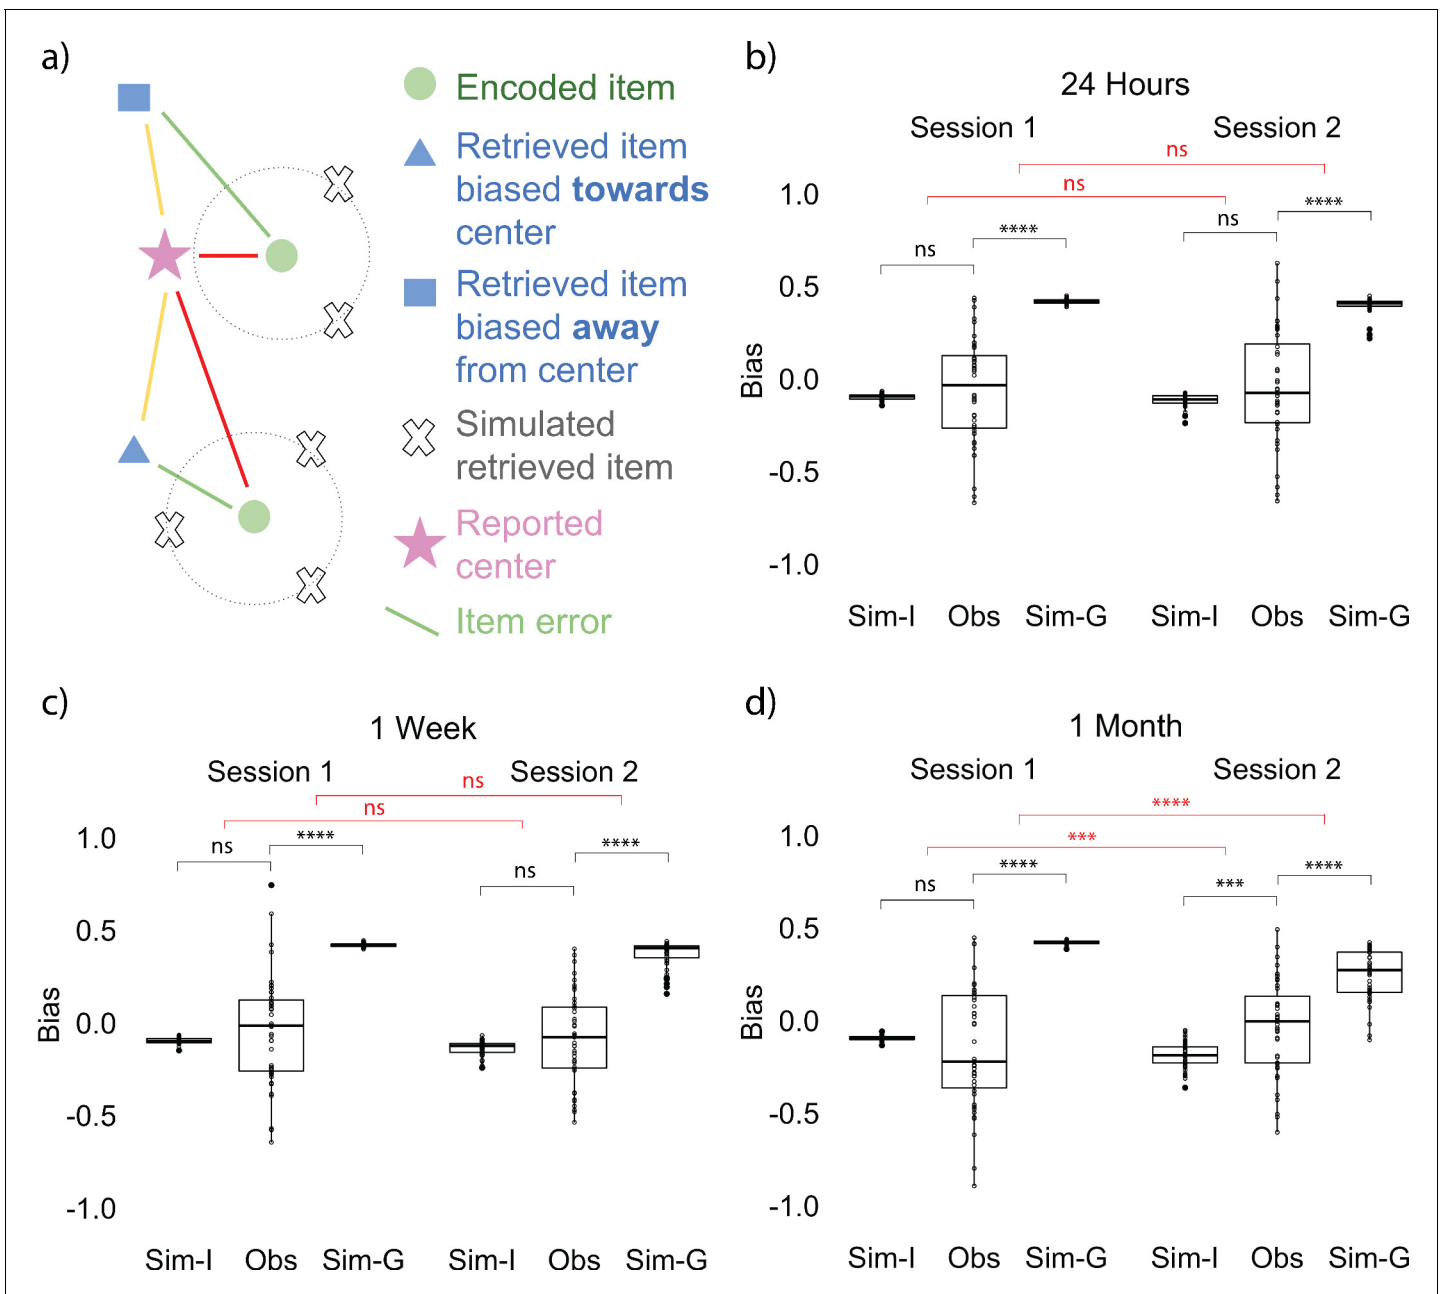 a)
Encoded item
Retrieved item
biased towards
center
Retrieved item
biased away
from center
Simulated
retrieved item
Reported
center
Item error
b)
24 Hours
Session 1
Session 2
ns
ns
ns
****
ns
****
1.0
0.5
0.0
-0.5
-1.0
Bias
Sim-I Obs Sim-G Sim-I Obs Sim-G
c)
1 Week
Session 1
Session 2
ns
ns
ns
****
ns
****
1.0
0.5
0.0
-0.5
-1.0
Bias
Sim-I Obs Sim-G Sim-I Obs Sim-G
d)
1 Month
Session 1
Session 2
****
***
ns
****
***
****
1.0
0.5
0.0
-0.5
-1.0
Bias
Sim-I Obs Sim-G Sim-I Obs Sim-G